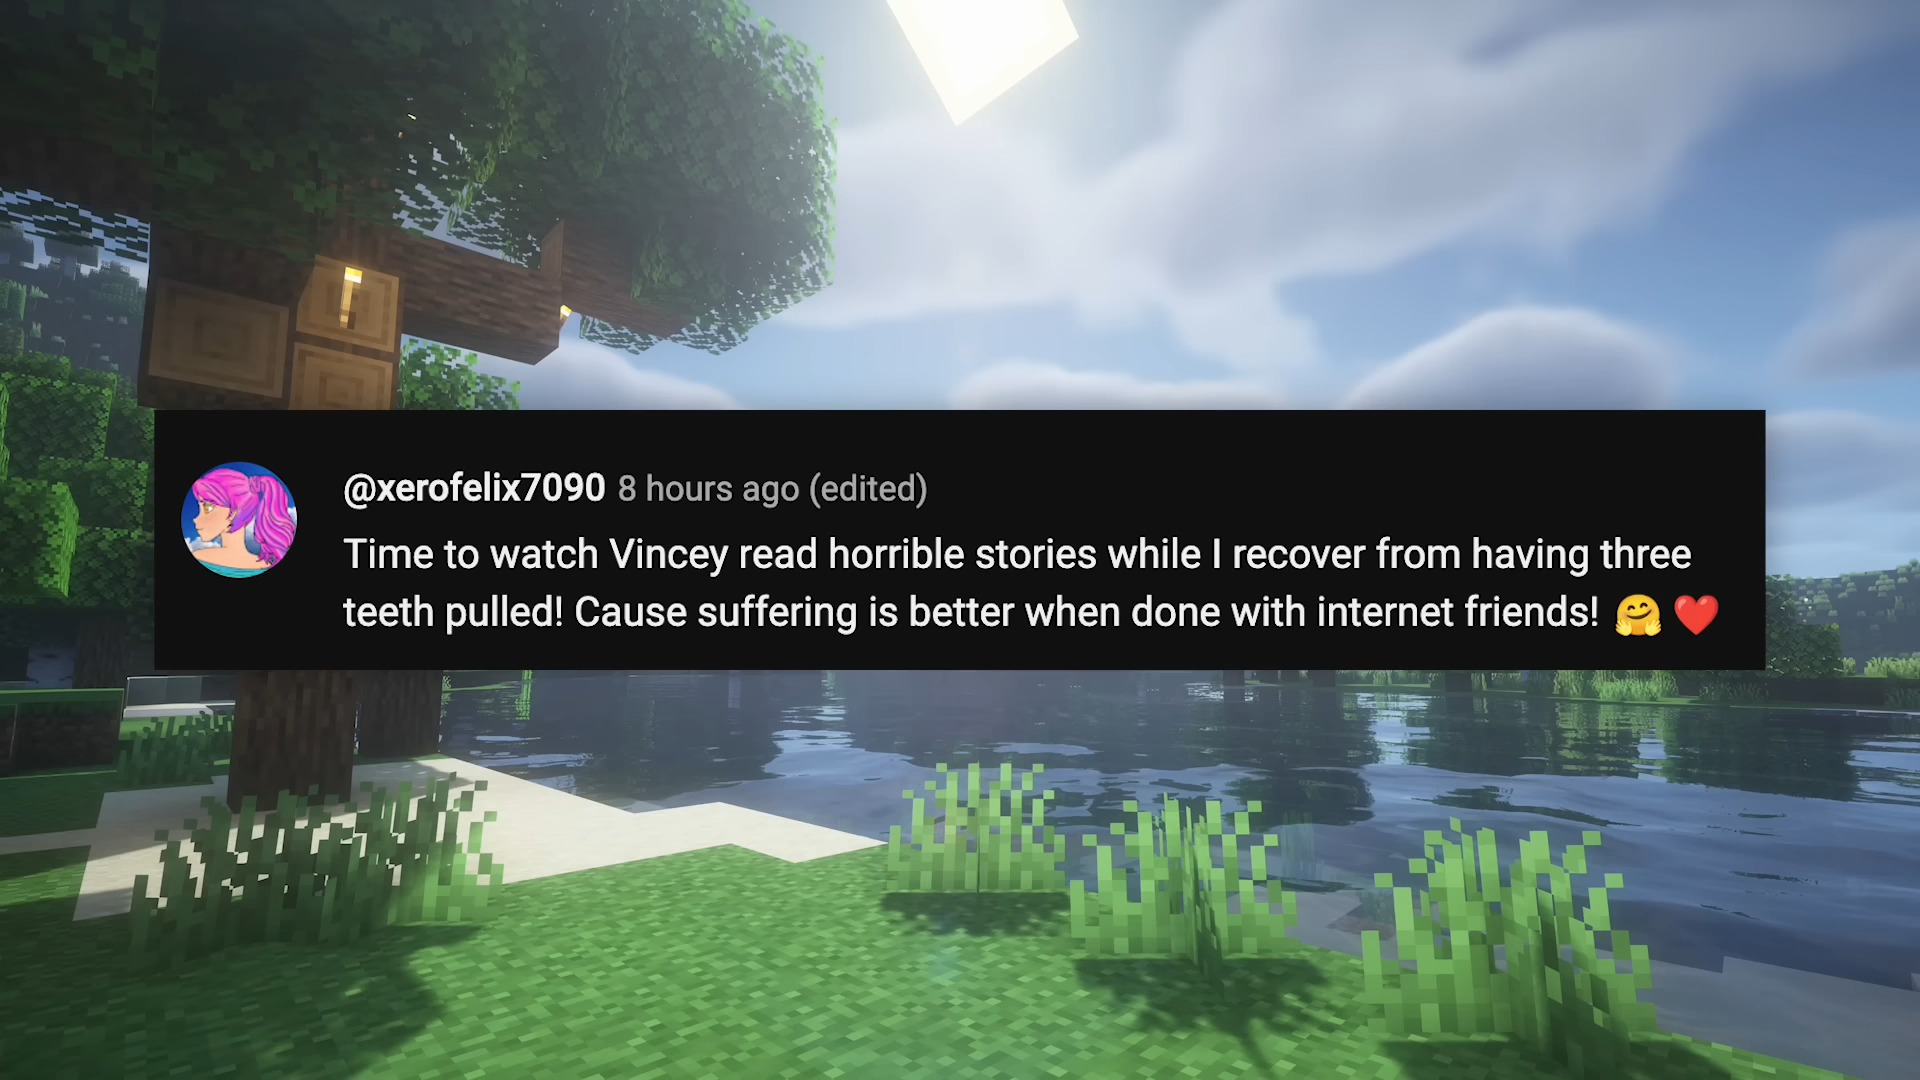 @xerofelix7090 8 hours ago (edited)
Time to watch Vincey read horrible stories while I recover from having three
teeth pulled! Cause suffering is better when done with internet friends! 🤗 ❤️